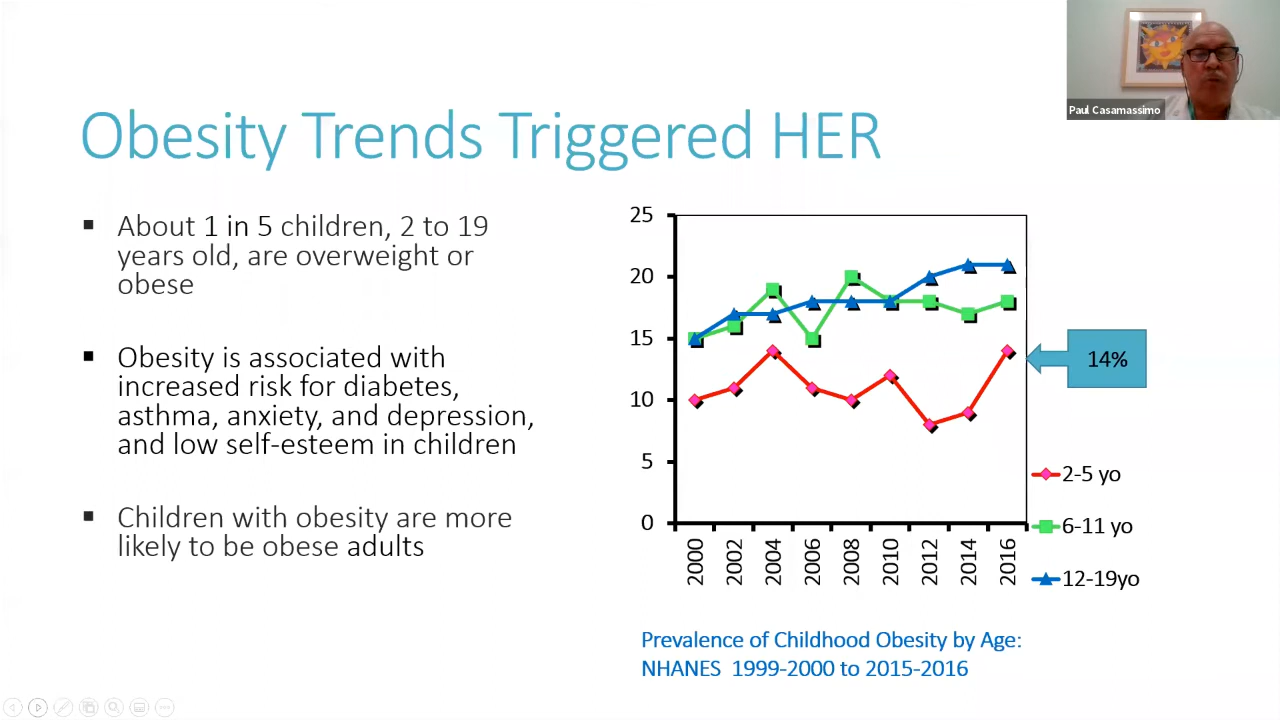 Paul Casamassimo
Obesity Trends Triggered HER
▪ About 1 in 5 children, 2 to 19
years old, are overweight or
obese
▪ Obesity is associated with
increased risk for diabetes,
asthma, anxiety, and depression,
and low self-esteem in children
▪ Children with obesity are more
likely to be obese adults
25
20
15
10
5
0
2000
2002
2004
2006
2008
2010
2012
2014
2016
14%
2-5 yo
6-11 yo
12-19yo
Prevalence of Childhood Obesity by Age:
NHANES 1999-2000 to 2015-2016